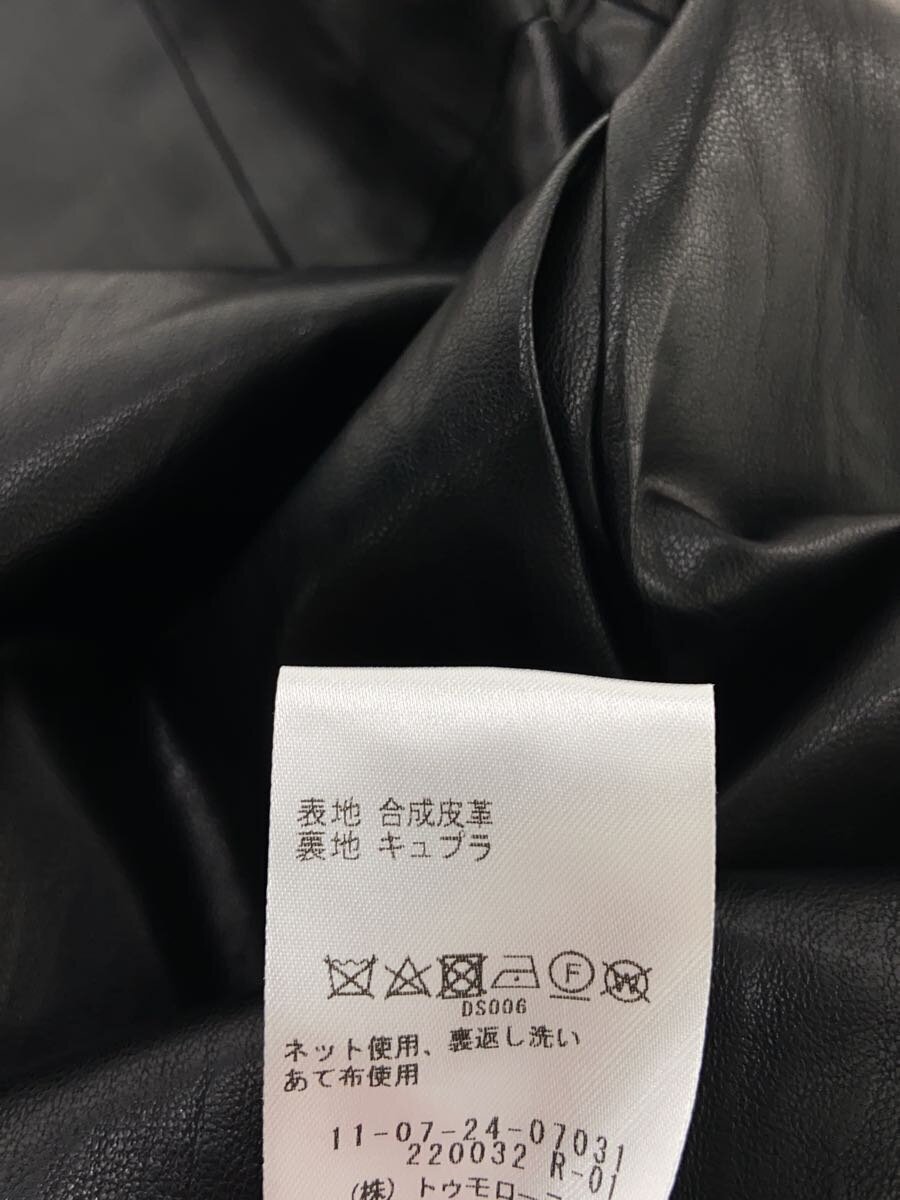 表地 合成皮革
裏地 キュプラ
F W
DS006
ネット使用、裏返し洗い
あて布使用
11-07-24-07031
220032 R-01
(株)トゥモロー